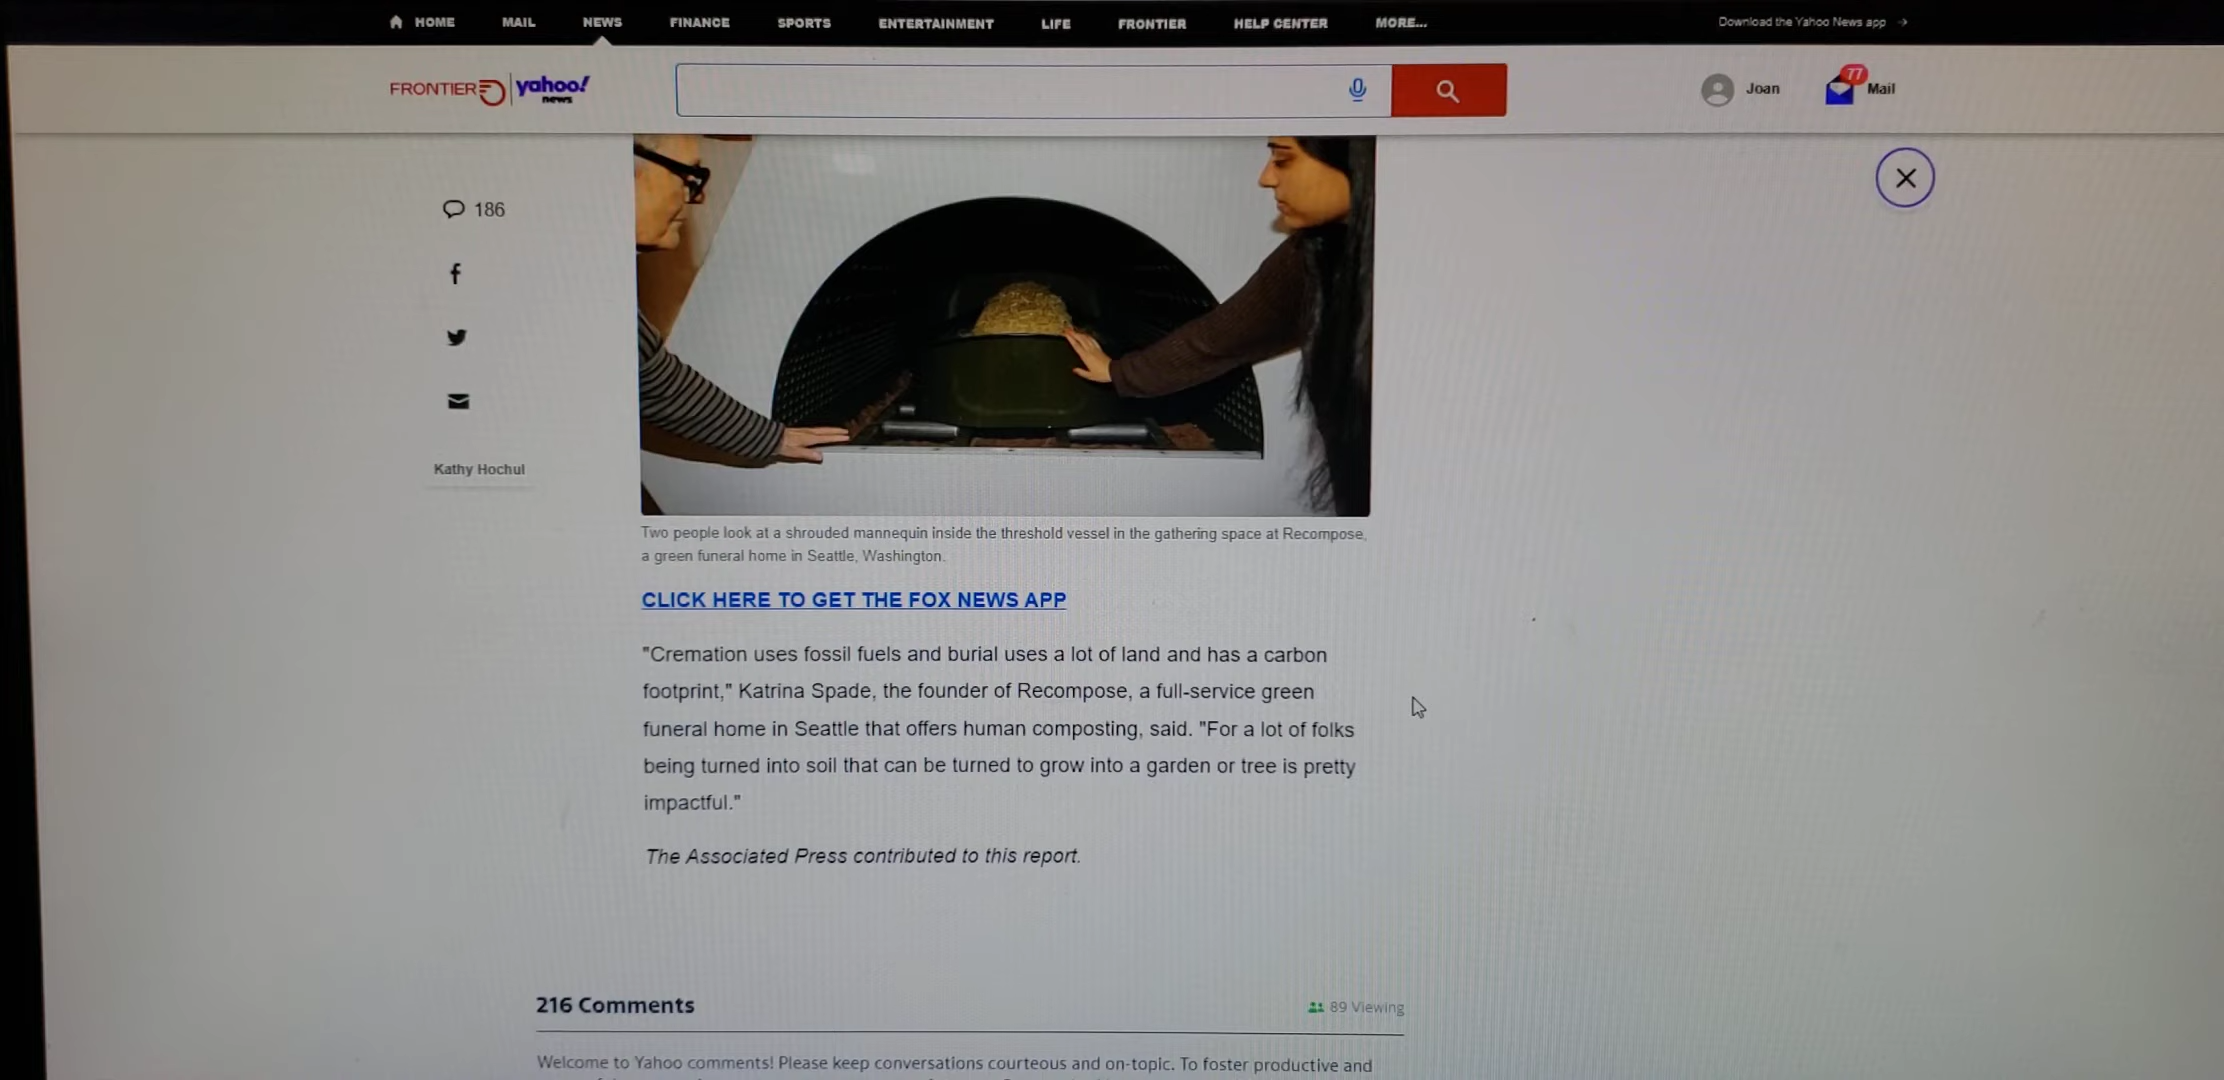 HOME MAIL NEWS FINANCE SPORTS ENTERTAINMENT LIFE FRONTIER HELP CENTER MORE... Download the Yahoo News app →
FRONTIER yahoo! news
Joan
77
Mail
186
f
Kathy Hochul
Two people look at a shrouded mannequin inside the threshold vessel in the gathering space at Recompose,
a green funeral home in Seattle, Washington.
CLICK HERE TO GET THE FOX NEWS APP
"Cremation uses fossil fuels and burial uses a lot of land and has a carbon
footprint," Katrina Spade, the founder of Recompose, a full-service green
funeral home in Seattle that offers human composting, said. "For a lot of folks
being turned into soil that can be turned to grow into a garden or tree is pretty
impactful."
The Associated Press contributed to this report.
216 Comments
89 Viewing
Welcome to Yahoo comments! Please keep conversations courteous and on-topic. To foster productive and